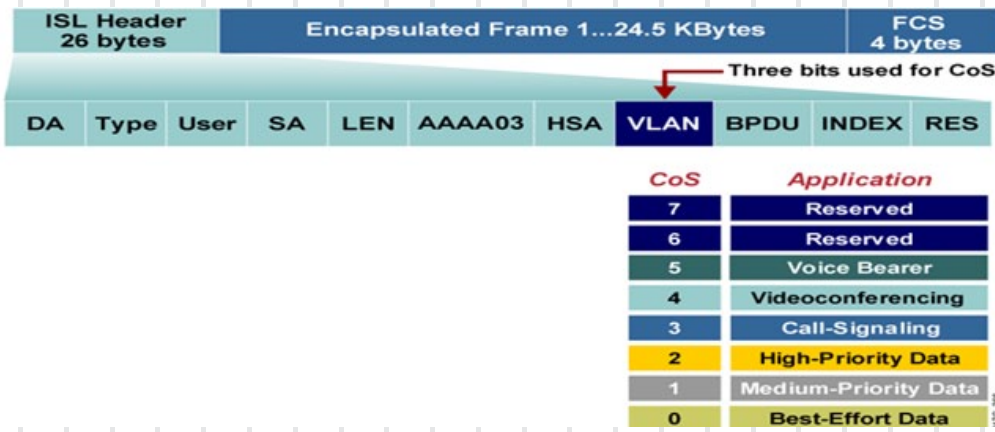 ISL Header
26 bytes
Encapsulated Frame 1...24.5 KBytes
FCS
4 bytes
Three bits used for CoS
DA Type User SA LEN AAAA03 HSA VLAN BPDU INDEX RES
CoS Application
7 Reserved
6 Reserved
5 Voice Bearer
4 Videoconferencing
3 Call-Signaling
2 High-Priority Data
1 Medium-Priority Data
0 Best-Effort Data